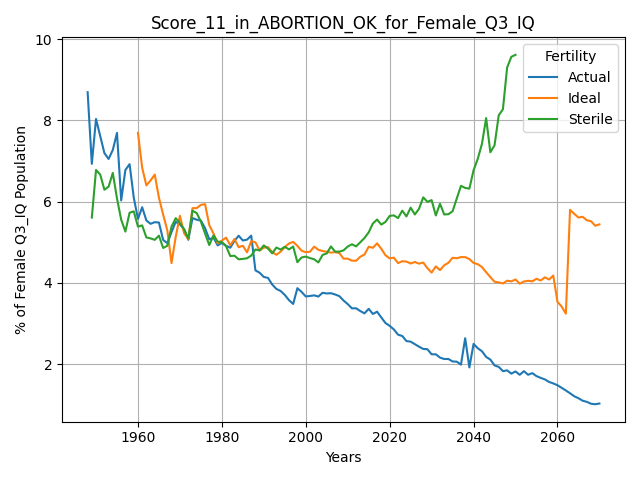 Score_11_in_ABORTION_OK_for_Female_Q3_IQ
% of Female Q3_IQ Population
10
8
6
4
2
Fertility
Actual
Ideal
Sterile
1960 1980 2000 2020 2040 2060
Years